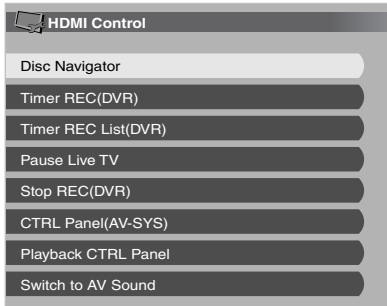 HDMI Control
Disc Navigator
Timer REC(DVR)
Timer REC List(DVR)
Pause Live TV
Stop REC(DVR)
CTRL Panel(AV-SYS)
Playback CTRL Panel
Switch to AV Sound